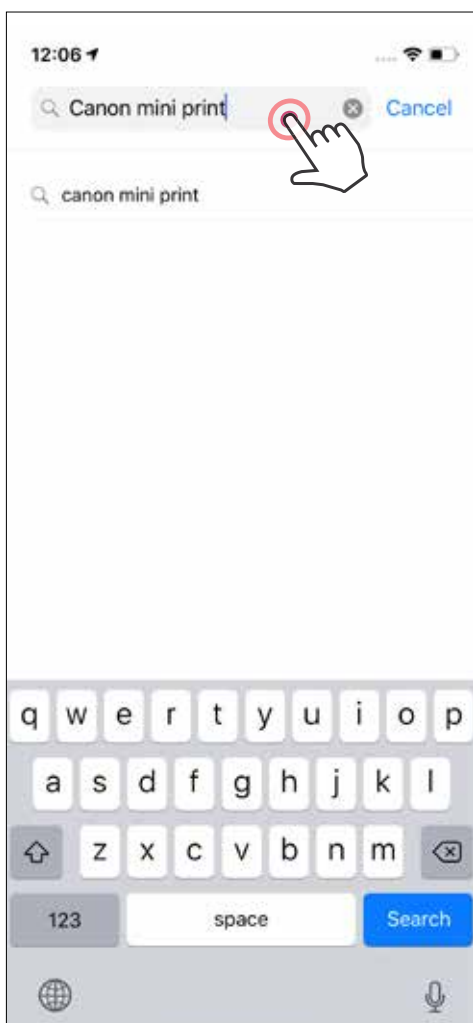 12:06
Canon mini print Cancel
canon mini print
q w e r t y u i o p
a s d f g h j k l
z x c v b n m
123 space Search